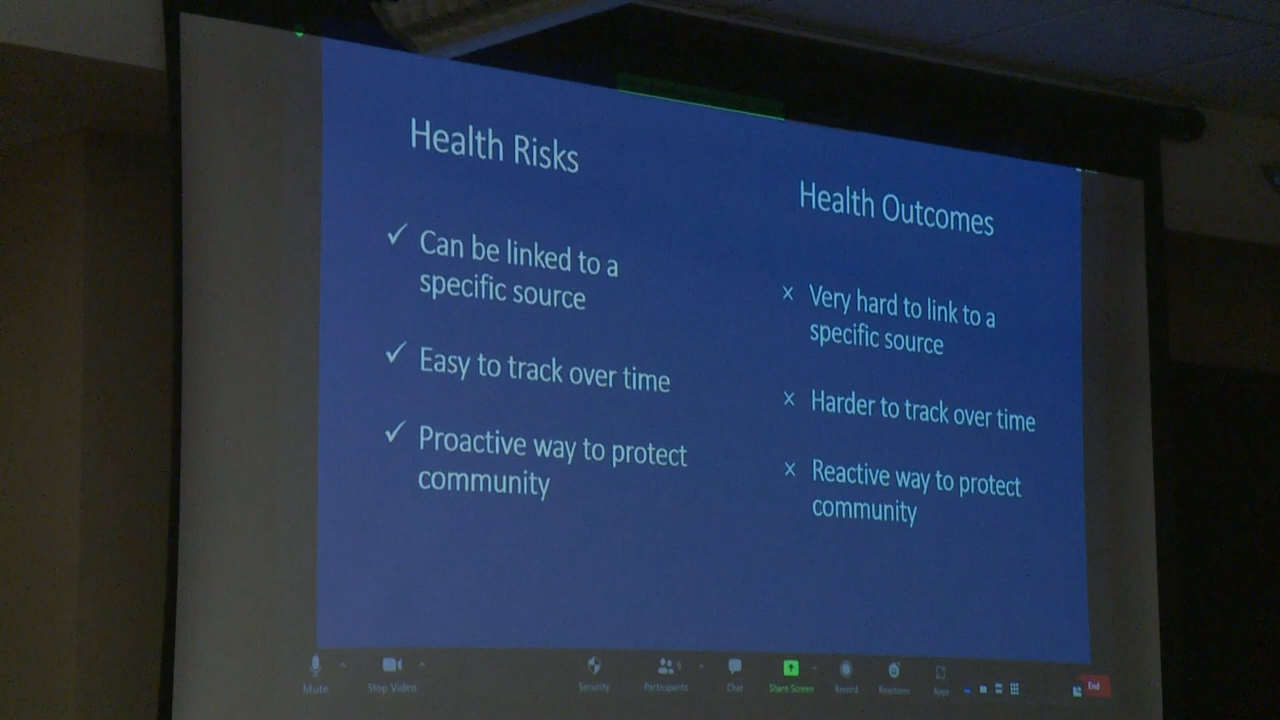 Health Risks
✓ Can be linked to a
specific source
✓ Easy to track over time
✓ Proactive way to protect
community
Health Outcomes
× Very hard to link to a
specific source
× Harder to track over time
× Reactive way to protect
community
Mute
Stop Video
Security
Participants
Chat
Share Screen
Record
Reactions
Apps
End